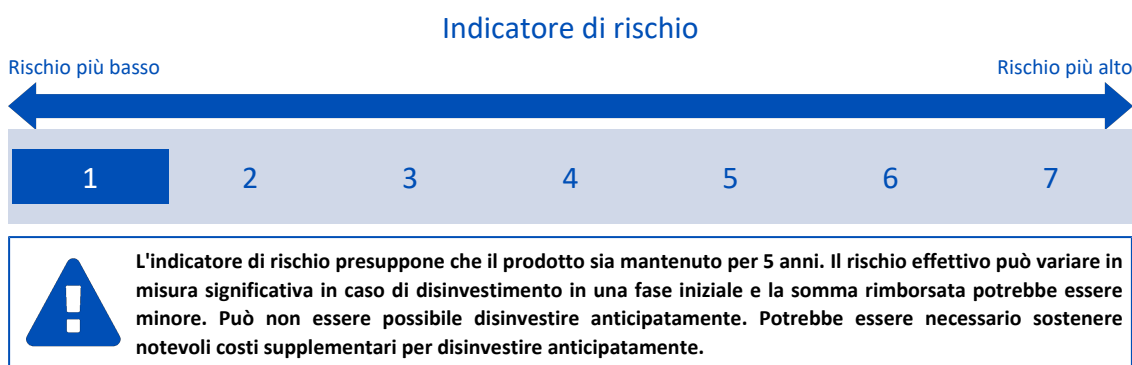 Indicatore di rischio
Rischio più basso Rischio più alto
1 2 3 4 5 6 7
L'indicatore di rischio presuppone che il prodotto sia mantenuto per 5 anni. Il rischio effettivo può variare in
misura significativa in caso di disinvestimento in una fase iniziale e la somma rimborsata potrebbe essere
minore. Può non essere possibile disinvestire anticipatamente. Potrebbe essere necessario sostenere
notevoli costi supplementari per disinvestire anticipatamente.